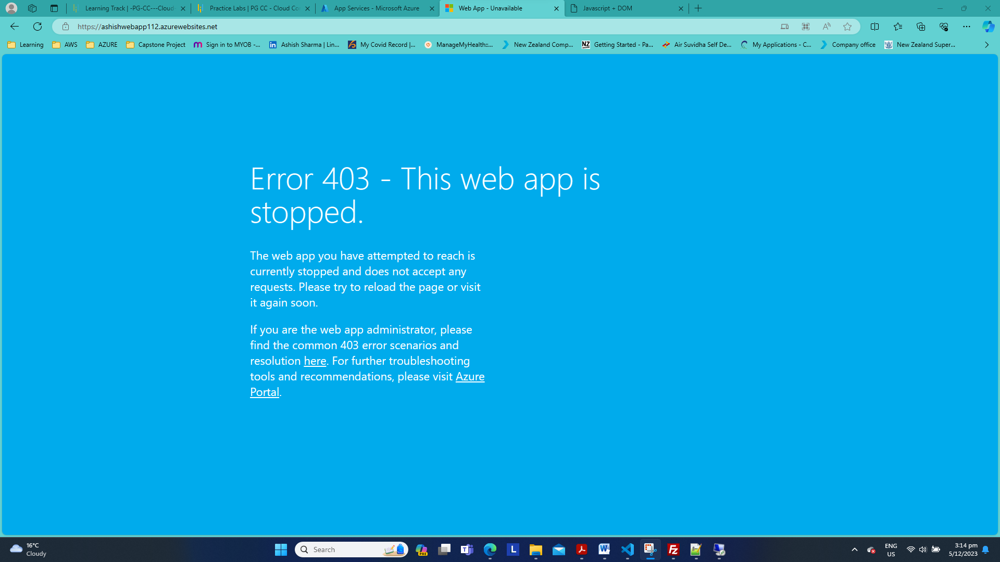 Learning Track | -PG-CC---Cloud-
Practice Labs | PG CC - Cloud Co
App Services - Microsoft Azure
Web App - Unavailable
Javascript + DOM
https://ashishwebapp112.azurewebsites.net
Learning
AWS
AZURE
Capstone Project
Sign in to MYOB -...
Ashish Sharma | Lin...
My Covid Record |...
ManageMyHealth::...
New Zealand Comp...
NZ
Getting Started - Pa...
Air Suvidha Self De...
My Applications - C...
Company office
New Zealand Super...
Error 403 - This web app is
stopped.
The web app you have attempted to reach is
currently stopped and does not accept any
requests. Please try to reload the page or visit
it again soon.
If you are the web app administrator, please
find the common 403 error scenarios and
resolution here. For further troubleshooting
tools and recommendations, please visit Azure
Portal.
16°C
Cloudy
Search
PRE
L
ENG
US
3:14 pm
5/12/2023